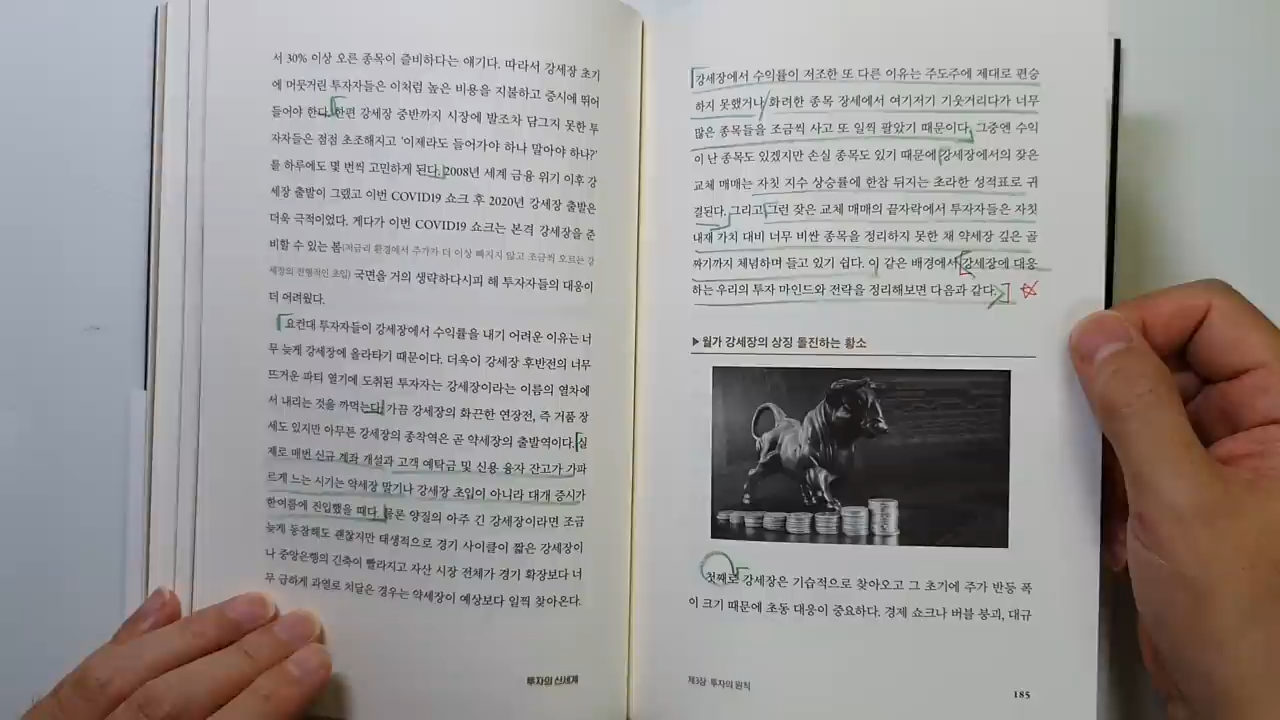 서 30% 이상 오른 종목이 즐비하다는 얘기다. 따라서 강세장 초기
에 머뭇거린 투자자들은 이처럼 높은 비용을 지불하고 증시에 뛰어
들어야 한다. 한편 강세장 중반까지 시장에 발조차 담그지 못한 투
자자들은 점점 초조해지고 '이제라도 들어가야 하나 말아야 하나?'
를 하루에도 몇 번씩 고민하게 된다. 2008년 세계 금융 위기 이후 강
세장 출발이 그랬고 이번 COVID19 쇼크 후 2020년 강세장 출발은
더욱 극적이었다. 게다가 이번 COVID19 쇼크는 본격 강세장을 준
비할 수 있는 봄(저금리 환경에서 주가가 더 이상 빠지지 않고 조금씩 오르는 강
세장의 전형적인 초입) 국면을 거의 생략하다시피 해 투자자들의 대응이
더 어려웠다.
요컨대 투자자들이 강세장에서 수익률을 내기 어려운 이유는 너
무 늦게 강세장에 올라타기 때문이다. 더욱이 강세장 후반전의 너무
뜨거운 파티 열기에 도취된 투자자는 강세장이라는 이름의 열차에
서 내리는 것을 까먹는다. 가끔 강세장의 화끈한 연장전, 즉 거품 장
세도 있지만 아무튼 강세장의 종착역은 곧 약세장의 출발역이다. 실
제로 매번 신규 계좌 개설과 고객 예탁금 및 신용 융자 잔고가 가파
르게 느는 시기는 약세장 말기나 강세장 초입이 아니라 대개 증시가
한여름에 진입했을 때다. 물론 양질의 아주 긴 강세장이라면 조금
늦게 동참해도 괜찮지만 태생적으로 경기 사이클이 짧은 강세장이
나 중앙은행의 긴축이 빨라지고 자산 시장 전체가 경기 확장보다 너
무 급하게 과열로 치달은 경우는 약세장이 예상보다 일찍 찾아온다.
투자의 신세계
강세장에서 수익률이 저조한 또 다른 이유는 주도주에 제대로 편승
하지 못했거나 화려한 종목 장세에서 여기저기 기웃거리다가 너무
많은 종목들을 조금씩 사고 또 일찍 팔았기 때문이다. 그중엔 수익
이 난 종목도 있겠지만 손실 종목도 있기 때문에 강세장에서의 잦은
교체 매매는 자칫 지수 상승률에 한참 뒤지는 초라한 성적표로 귀
결된다. 그리고 그런 잦은 교체 매매의 끝자락에서 투자자들은 자칫
내재 가치 대비 너무 비싼 종목을 정리하지 못한 채 약세장 깊은 골
짜기까지 체념하며 들고 있기 쉽다. 이 같은 배경에서 강세장에 대응
하는 우리의 투자 마인드와 전략을 정리해보면 다음과 같다.
▶월가 강세장의 상징 돌진하는 황소
첫째로 강세장은 기습적으로 찾아오고 그 초기에 주가 반등 폭
이 크기 때문에 초동 대응이 중요하다. 경제 쇼크나 버블 붕괴, 대규
제3장 투자의 원칙
185